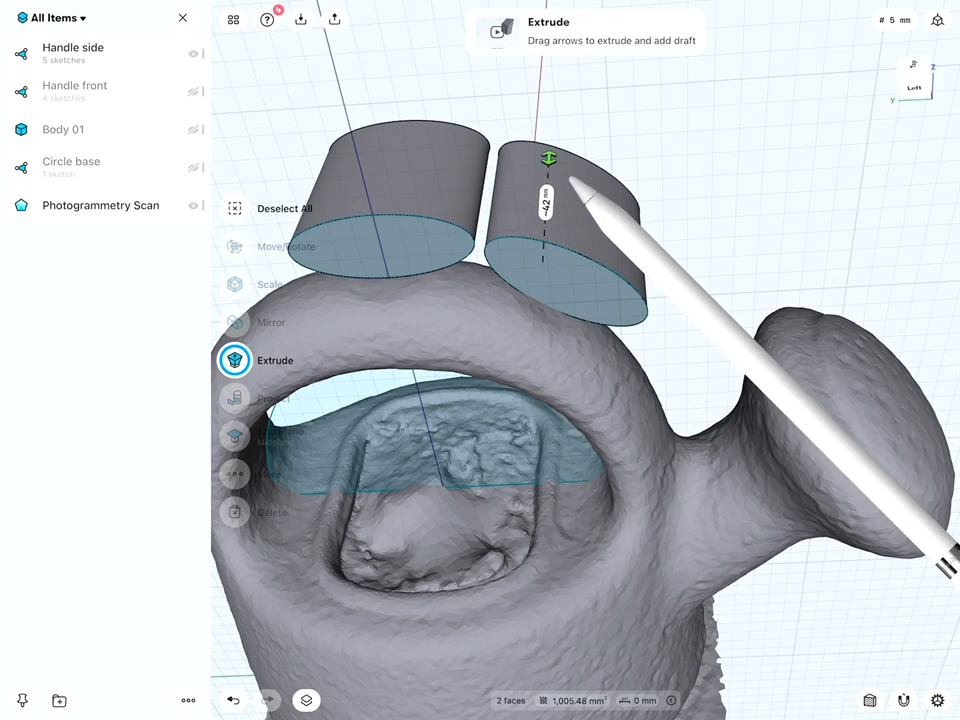 All Items
Handle side
5 sketches
Handle front
4 sketches
Body 01
Circle base
1 sketch
Photogrammetry Scan
4
Extrude
Drag arrows to extrude and add draft
# 5 mm
Z
Left
y
-42 mm
Deselect All
Move/Rotate
Scale
Mirror
Extrude
Project
Plane
More
Delete
2 faces
1,005.48 mm²
0 mm